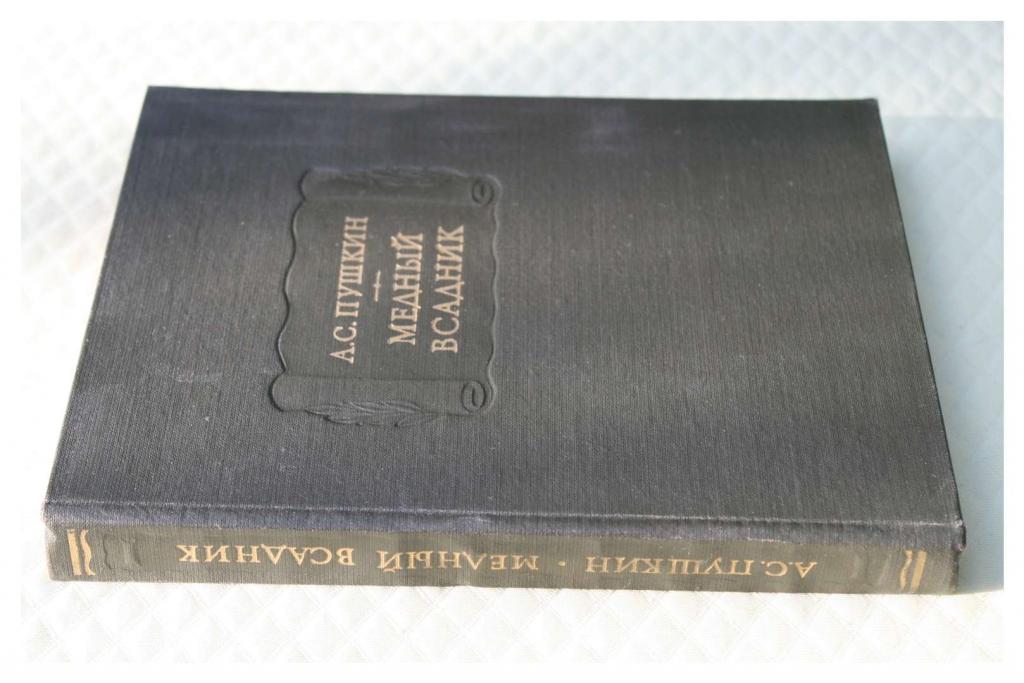 А.С.ПУШКИН
МЕДНЫЙ
ВСАДНИК
А.С.ПУШКИН · МЕДНЫЙ ВСАДНИК